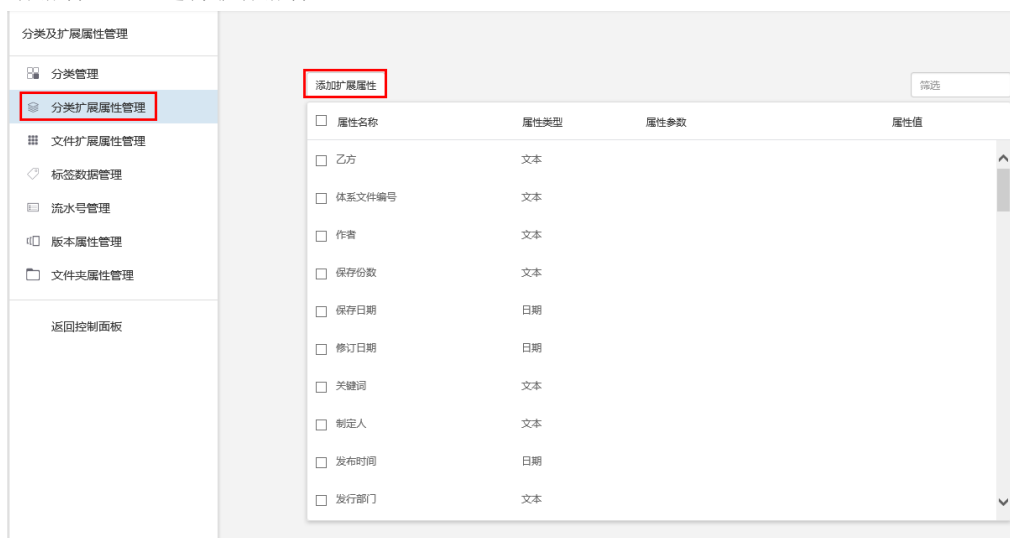 分类及扩展属性管理
分类管理
分类扩展属性管理
文件扩展属性管理
标签数据管理
流水号管理
版本属性管理
文件夹属性管理
返回控制面板
添加扩展属性
筛选
属性名称 属性类型 属性参数 属性值
乙方 文本
体系文件编号 文本
作者 文本
保存份数 文本
保存日期 日期
修订日期 日期
关键词 文本
制定人 文本
发布时间 日期
发行部门 文本